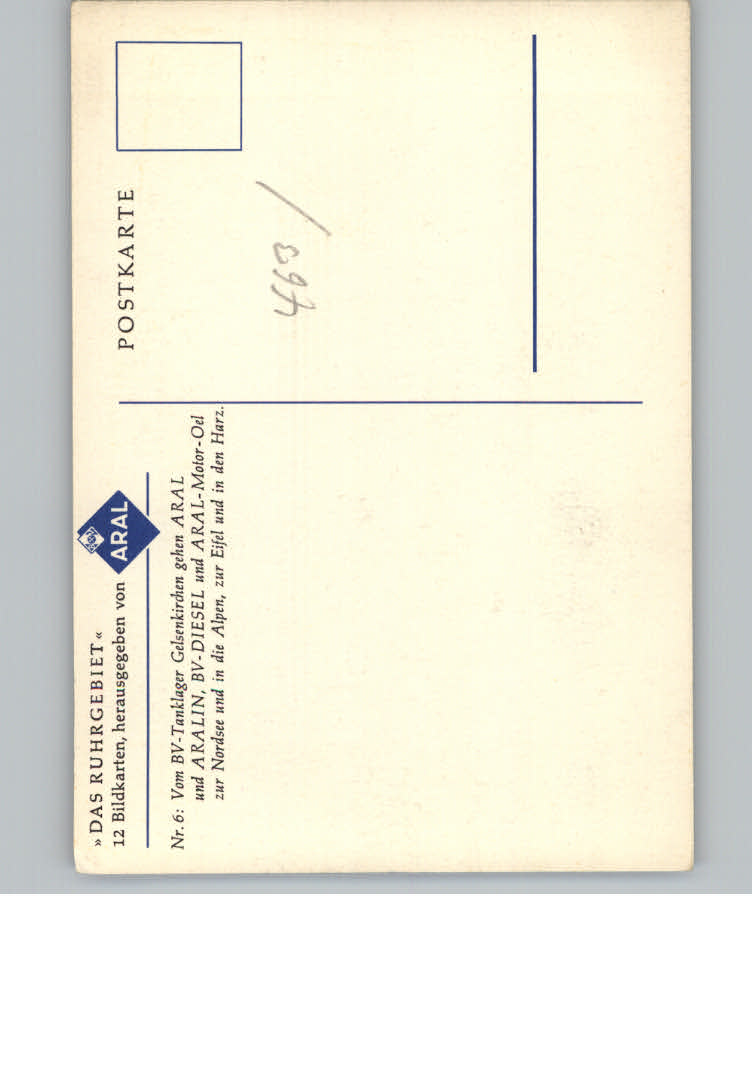 »DAS RUHRGEBIET«
12 Bildkarten, herausgegeben von ARAL
Nr. 6: Vom BV-Tanklager Gelsenkirchen gehen ARAL
und ARALIN, BV-DIESEL und ARAL-Motor-Oel
zur Nordsee und in die Alpen, zur Eifel und in den Harz.
POSTKARTE